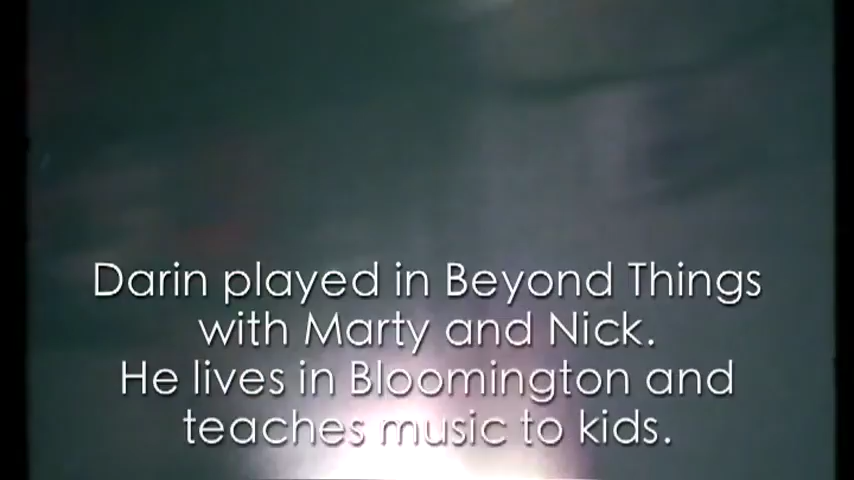 Darin played in Beyond Things
with Marty and Nick.
He lives in Bloomington and
teaches music to kids.